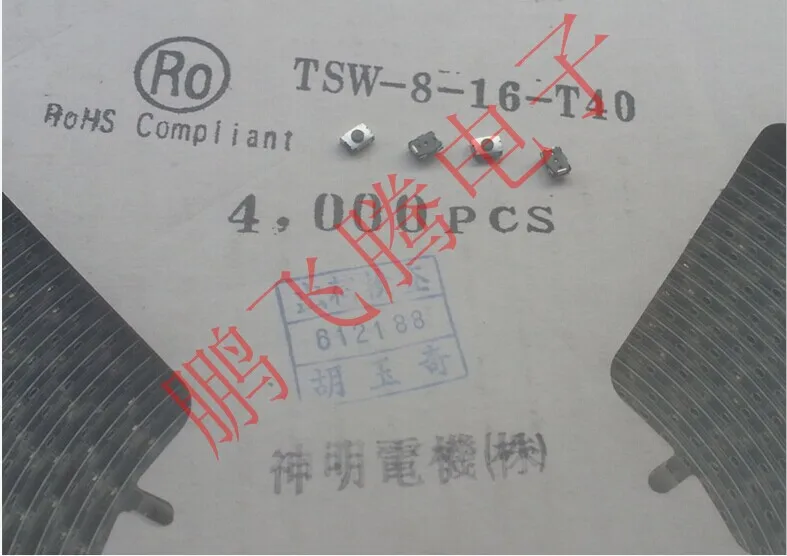 Ro
TSW-8-16-T40
RoHS Compliant
4,000PCS
鹏飞腾电子
612188
胡玉奇
神明電機(株)